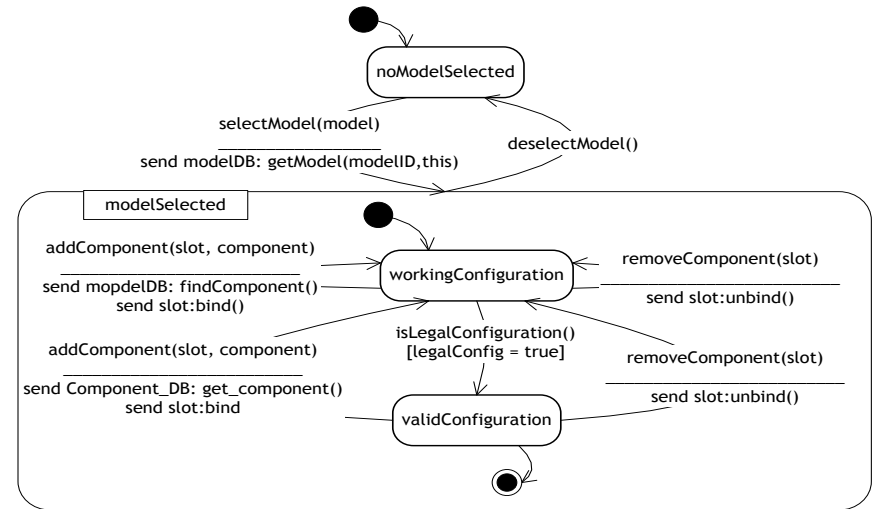 noModelSelected
selectModel(model)
send modelDB: getModel(modelID,this)
deselectModel()
modelSelected
addComponent(slot, component)
send mopdelDB: findComponent()
send slot:bind()
workingConfiguration
removeComponent(slot)
send slot:unbind()
isLegalConfiguration()
[legalConfig = true]
addComponent(slot, component)
send Component_DB: get_component()
send slot:bind
removeComponent(slot)
send slot:unbind()
validConfiguration